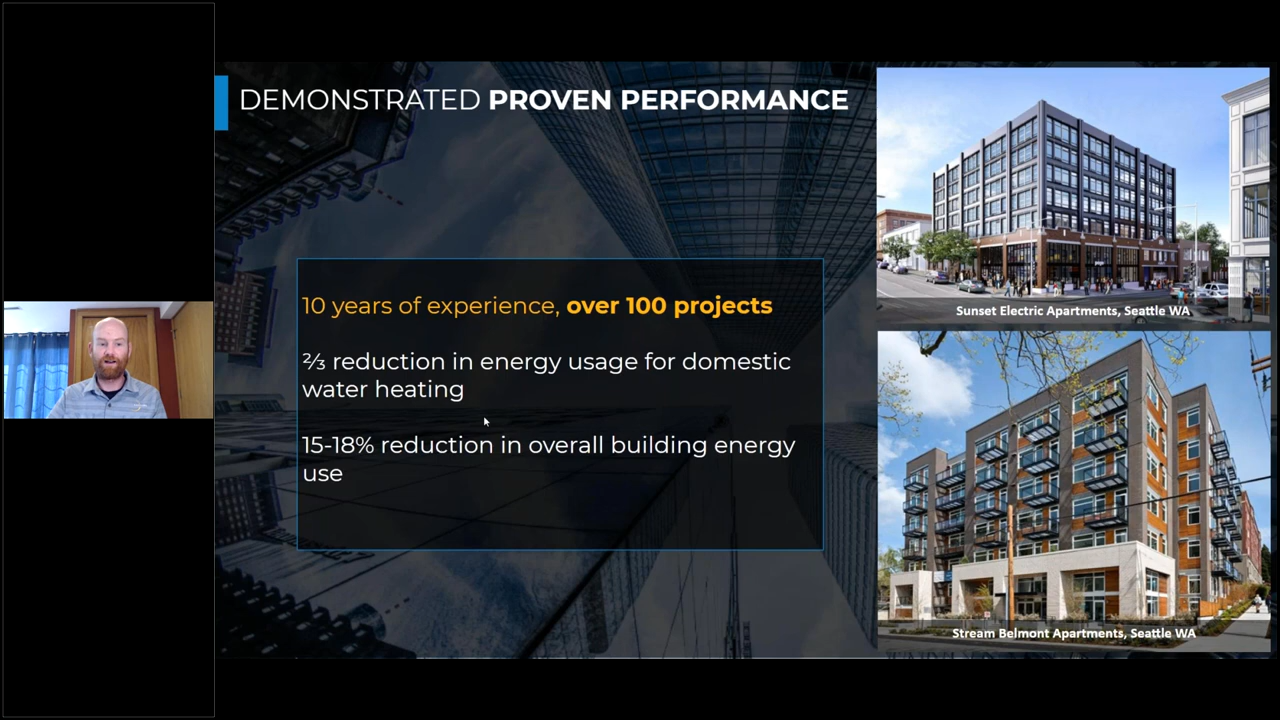 DEMONSTRATED PROVEN PERFORMANCE
10 years of experience, over 100 projects
⅔ reduction in energy usage for domestic
water heating
15-18% reduction in overall building energy
use
Sunset Electric Apartments, Seattle WA
Stream Belmont Apartments, Seattle WA